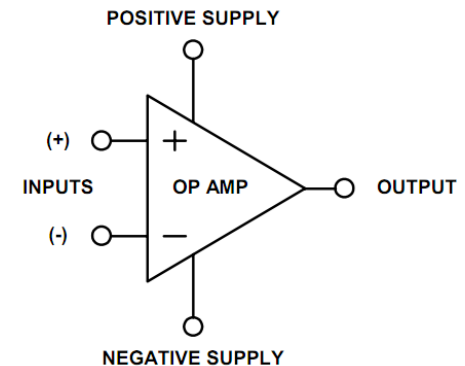 POSITIVE SUPPLY
(+)
+
INPUTS
OP AMP
OUTPUT
(-)
−
NEGATIVE SUPPLY